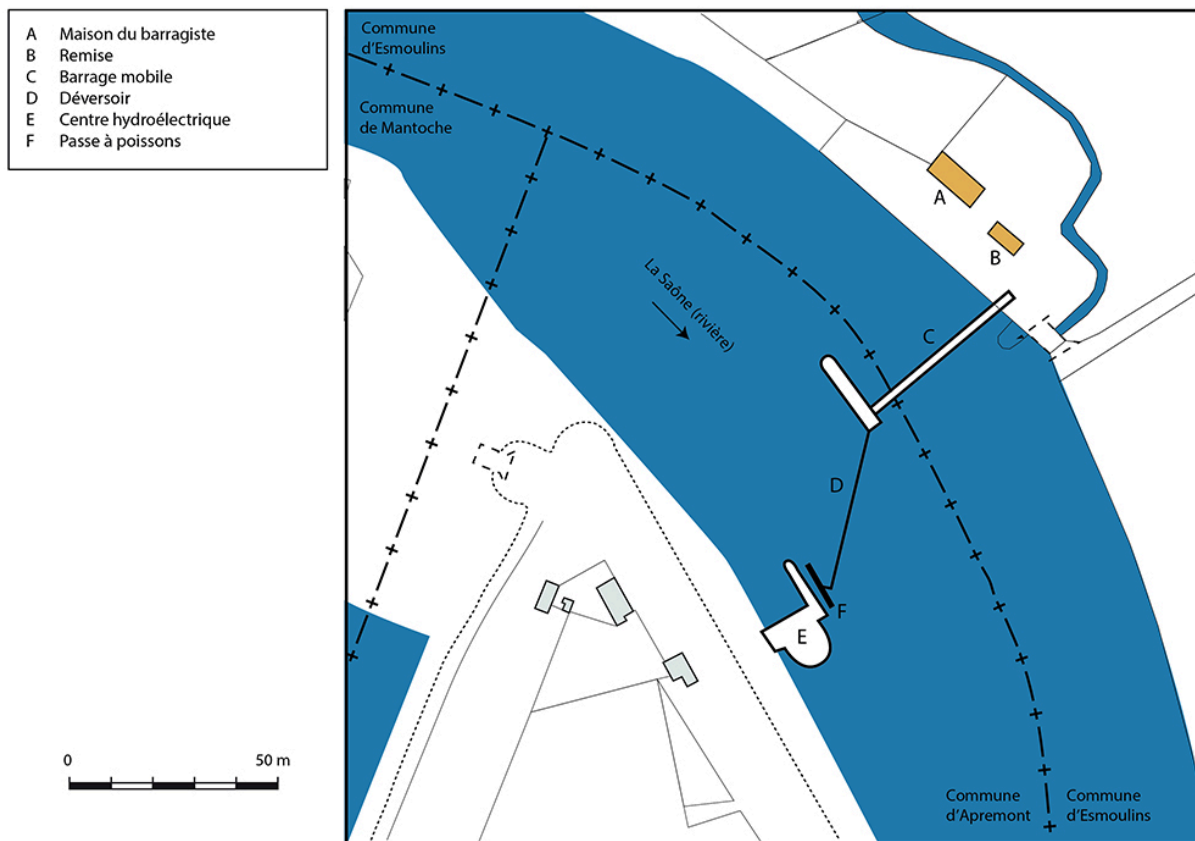 A Maison du barragiste
B Remise
C Barrage mobile
D Déversoir
E Centre hydroélectrique
F Passe à poissons
Commune
d'Esmoulins
Commune
de Mantoche
A
B
La Saône (rivière)
C
D
F
E
0 50 m
Commune
d'Apremont
Commune
d'Esmoulins